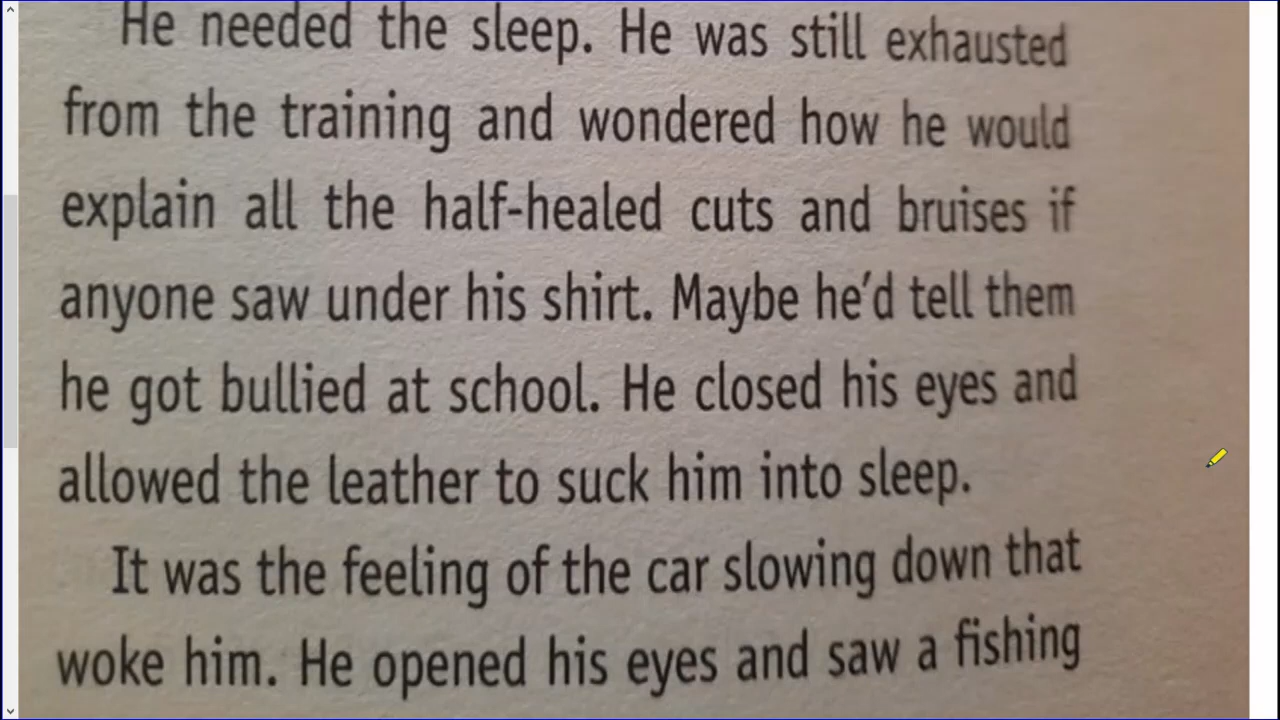 He needed the sleep. He was still exhausted
from the training and wondered how he would
explain all the half-healed cuts and bruises if
anyone saw under his shirt. Maybe he’d tell them
he got bullied at school. He closed his eyes and
allowed the leather to suck him into sleep.
It was the feeling of the car slowing down that
woke him. He opened his eyes and saw a fishing